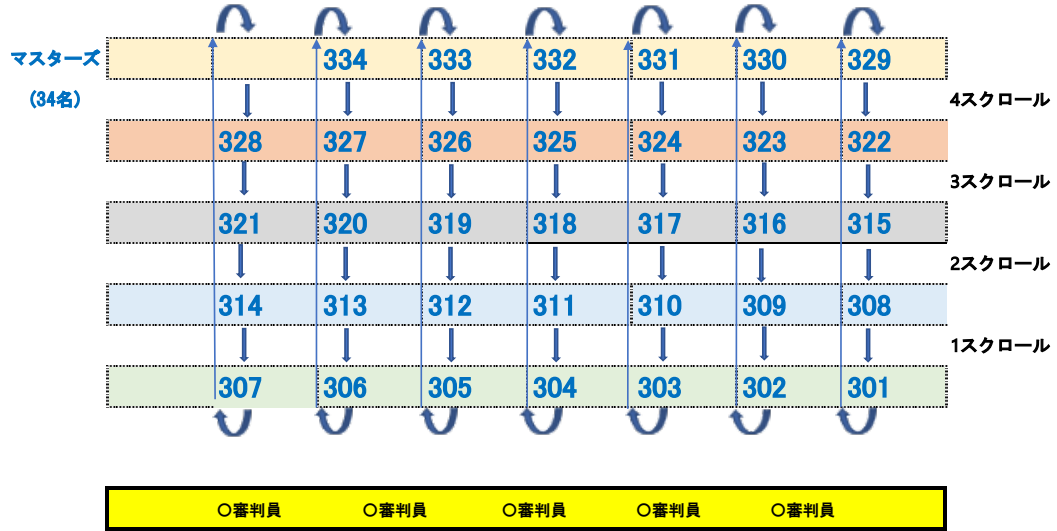 マスターズ 334 333 332 331 330 329
(34名)
4スクロール
328 327 326 325 324 323 322
3スクロール
321 320 319 318 317 316 315
2スクロール
314 313 312 311 310 309 308
1スクロール
307 306 305 304 303 302 301
○審判員 ○審判員 ○審判員 ○審判員 ○審判員